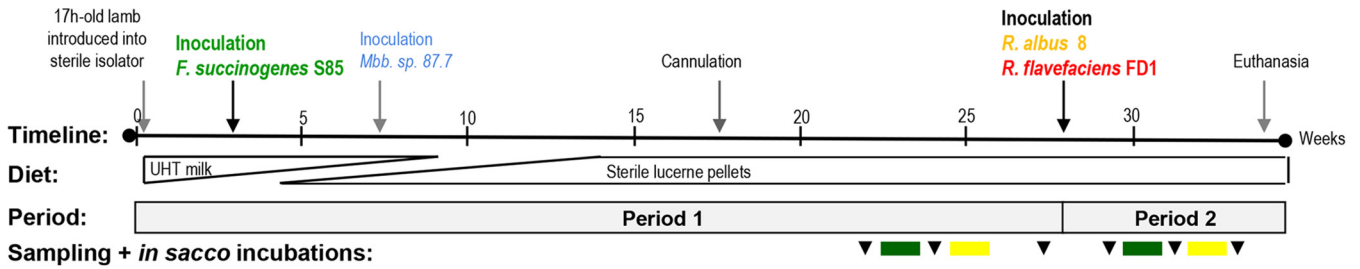 17h-old lamb
introduced into
sterile isolator
Inoculation
F. succinogenes S85
Inoculation
Mbb. sp. 87.7
Cannulation
Inoculation
R. albus 8
R. flavefaciens FD1
Euthanasia
0 5 10 15 20 25 30
Timeline:
Weeks
Diet:
UHT milk
Sterile lucerne pellets
Period:
Period 1
Period 2
Sampling + in sacco incubations: